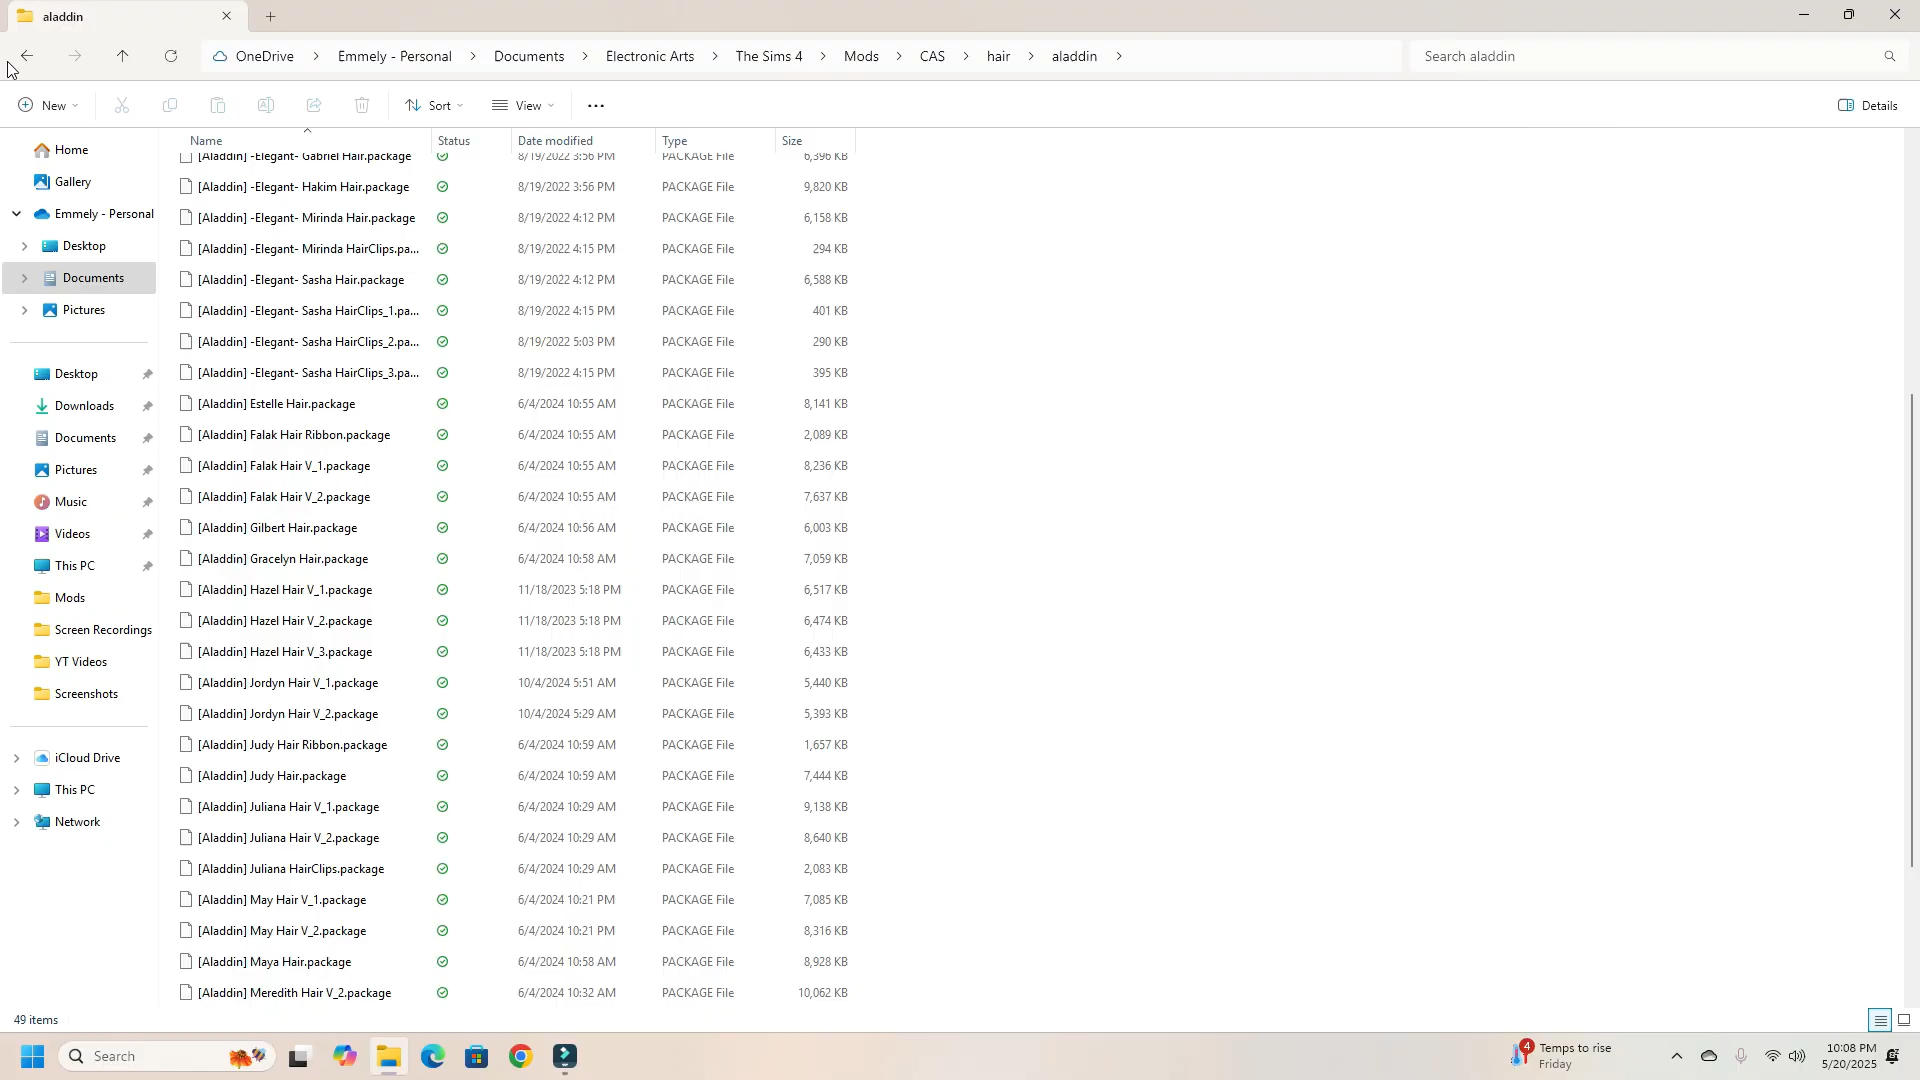 aladdin
OneDrive > Emmely - Personal > Documents > Electronic Arts > The Sims 4 > Mods > CAS > hair > aladdin >
Search aladdin
New
Sort
View
Details
Name Status Date modified Type Size
[Aladdin] -Elegant- Gabriel Hair.package 8/19/2022 3:56 PM PACKAGE File 6,396 KB
[Aladdin] -Elegant- Hakim Hair.package 8/19/2022 3:56 PM PACKAGE File 9,820 KB
[Aladdin] -Elegant- Mirinda Hair.package 8/19/2022 4:12 PM PACKAGE File 6,158 KB
[Aladdin] -Elegant- Mirinda HairClips.pa... 8/19/2022 4:15 PM PACKAGE File 294 KB
[Aladdin] -Elegant- Sasha Hair.package 8/19/2022 4:12 PM PACKAGE File 6,588 KB
[Aladdin] -Elegant- Sasha HairClips_1.pa... 8/19/2022 4:15 PM PACKAGE File 401 KB
[Aladdin] -Elegant- Sasha HairClips_2.pa... 8/19/2022 5:03 PM PACKAGE File 290 KB
[Aladdin] -Elegant- Sasha HairClips_3.pa... 8/19/2022 4:15 PM PACKAGE File 395 KB
[Aladdin] Estelle Hair.package 6/4/2024 10:55 AM PACKAGE File 8,141 KB
[Aladdin] Falak Hair Ribbon.package 6/4/2024 10:55 AM PACKAGE File 2,089 KB
[Aladdin] Falak Hair V_1.package 6/4/2024 10:55 AM PACKAGE File 8,236 KB
[Aladdin] Falak Hair V_2.package 6/4/2024 10:55 AM PACKAGE File 7,637 KB
[Aladdin] Gilbert Hair.package 6/4/2024 10:56 AM PACKAGE File 6,003 KB
[Aladdin] Gracelyn Hair.package 6/4/2024 10:58 AM PACKAGE File 7,059 KB
[Aladdin] Hazel Hair V_1.package 11/18/2023 5:18 PM PACKAGE File 6,517 KB
[Aladdin] Hazel Hair V_2.package 11/18/2023 5:18 PM PACKAGE File 6,474 KB
[Aladdin] Hazel Hair V_3.package 11/18/2023 5:18 PM PACKAGE File 6,433 KB
[Aladdin] Jordyn Hair V_1.package 10/4/2024 5:51 AM PACKAGE File 5,440 KB
[Aladdin] Jordyn Hair V_2.package 10/4/2024 5:29 AM PACKAGE File 5,393 KB
[Aladdin] Judy Hair Ribbon.package 6/4/2024 10:59 AM PACKAGE File 1,657 KB
[Aladdin] Judy Hair.package 6/4/2024 10:59 AM PACKAGE File 7,444 KB
[Aladdin] Juliana Hair V_1.package 6/4/2024 10:29 AM PACKAGE File 9,138 KB
[Aladdin] Juliana Hair V_2.package 6/4/2024 10:29 AM PACKAGE File 8,640 KB
[Aladdin] Juliana HairClips.package 6/4/2024 10:29 AM PACKAGE File 2,083 KB
[Aladdin] May Hair V_1.package 6/4/2024 10:21 PM PACKAGE File 7,085 KB
[Aladdin] May Hair V_2.package 6/4/2024 10:21 PM PACKAGE File 8,316 KB
[Aladdin] Maya Hair.package 6/4/2024 10:58 AM PACKAGE File 8,928 KB
[Aladdin] Meredith Hair V_2.package 6/4/2024 10:32 AM PACKAGE File 10,062 KB
Home
Gallery
Emmely - Personal
Desktop
Documents
Pictures
Desktop
Downloads
Documents
Pictures
Music
Videos
This PC
Mods
Screen Recordings
YT Videos
Screenshots
iCloud Drive
This PC
Network
49 items
Search
4
Temps to rise
Friday
10:08 PM
5/20/2025